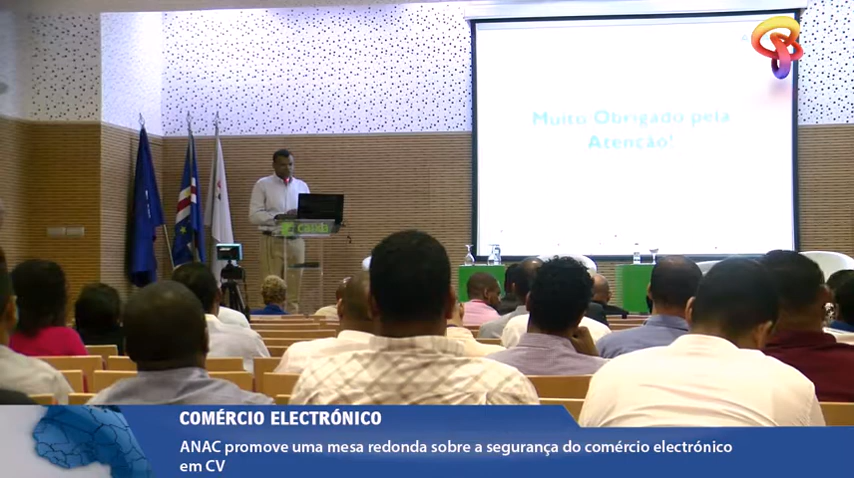 Muito Obrigado pela
Atenção!
COMÉRCIO ELECTRÓNICO
ANAC promove uma mesa redonda sobre a segurança do comércio electrónico
em CV